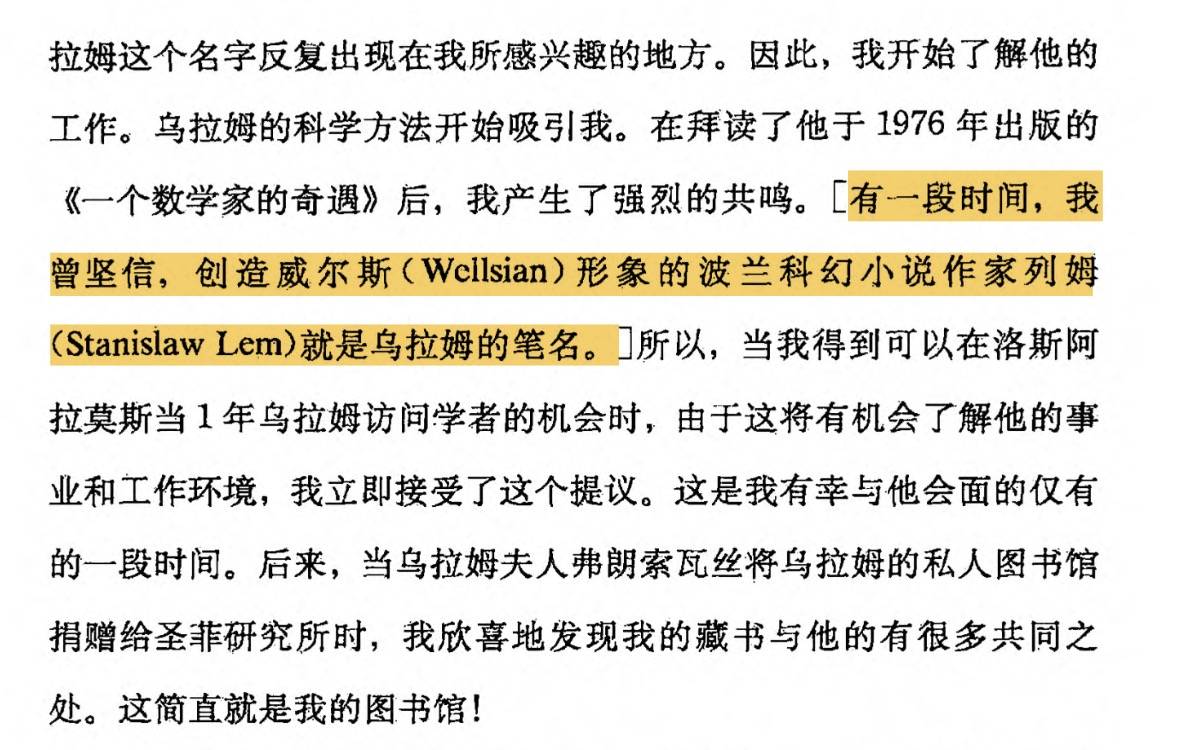 拉姆这个名字反复出现在我所感兴趣的地方。因此，我开始了解他的
工作。乌拉姆的科学方法开始吸引我。在拜读了他于 1976 年出版的
《一个数学家的奇遇》后，我产生了强烈的共鸣。[有一段时间，我
曾坚信，创造威尔斯（Wellsian）形象的波兰科幻小说作家列姆
（Stanislaw Lem）就是乌拉姆的笔名。]所以，当我得到可以在洛斯阿
拉莫斯当 1 年乌拉姆访问学者的机会时，由于这将有机会了解他的事
业和工作环境，我立即接受了这个提议。这是我有幸与他会面的仅有
的一段时间。后来，当乌拉姆夫人弗朗索瓦丝将乌拉姆的私人图书馆
捐赠给圣菲研究所时，我欣喜地发现我的藏书与他的有很多共同之
处。这简直就是我的图书馆！